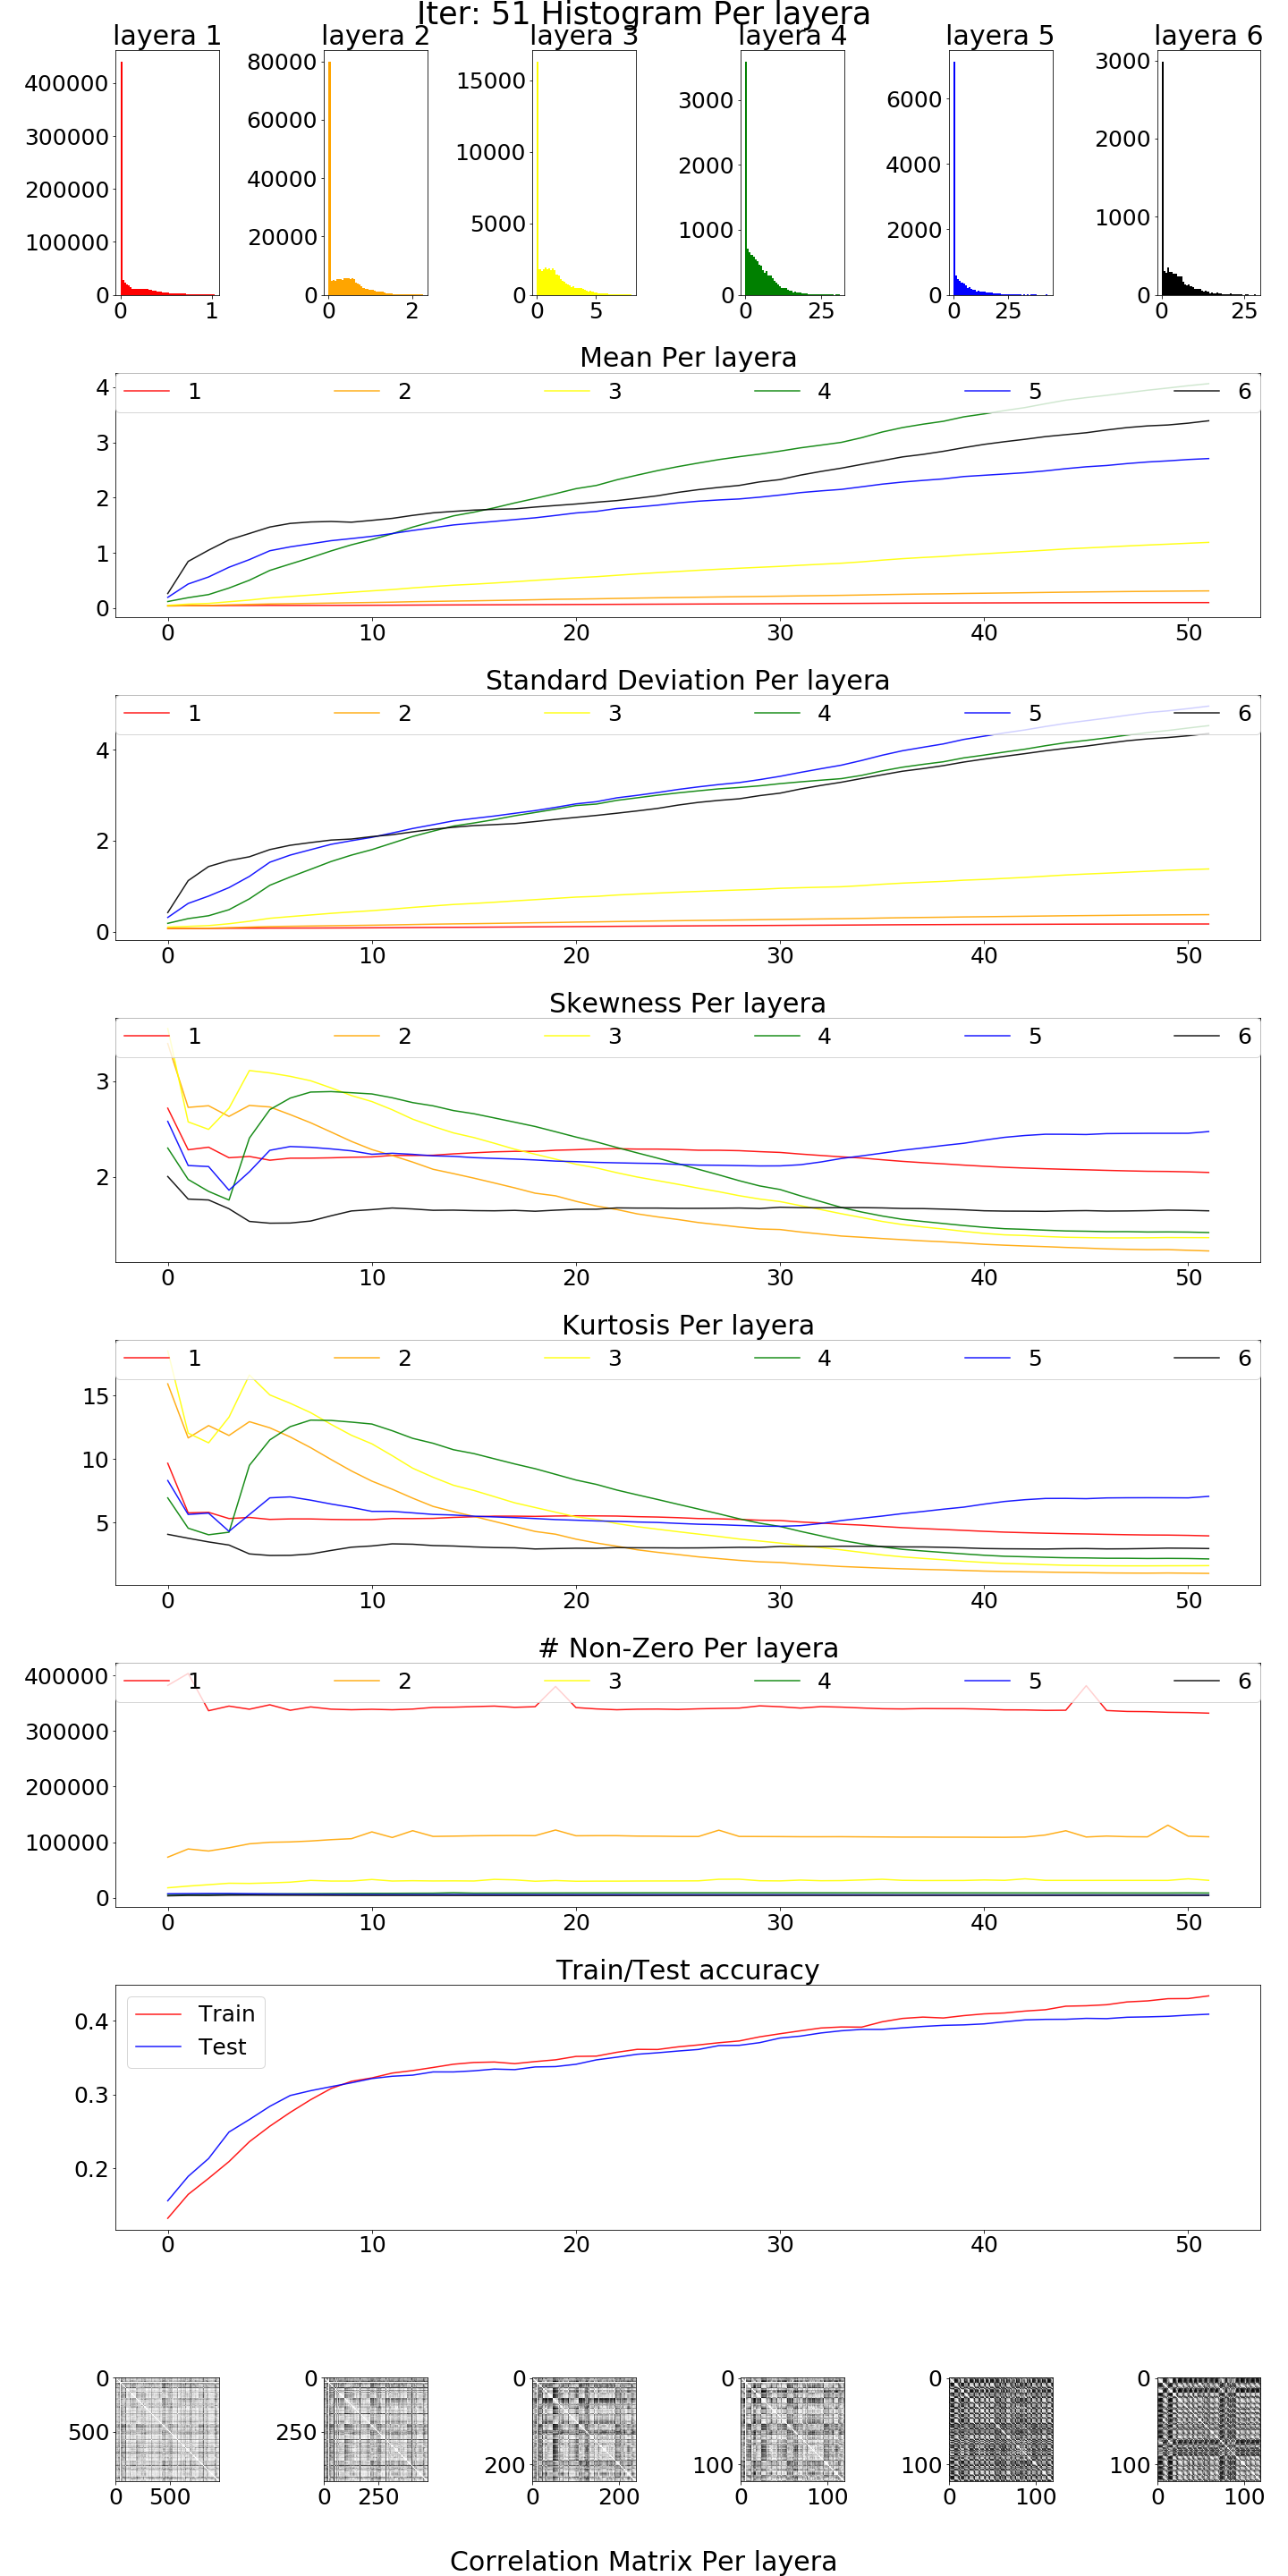 Iter: 51 Histogram Per layera
layera 1 layera 2 layera 3 layera 4 layera 5 layera 6
400000 300000 200000 100000 0
0 1
80000 60000 40000 20000 0
0 2
15000 10000 5000 0
0 5
3000 2000 1000 0
0 25
6000 4000 2000 0
0 25
3000 2000 1000 0
0 25
Mean Per layera
1 2 3 4 5 6
4
3
2
1
0
0 10 20 30 40 50
Standard Deviation Per layera
1 2 3 4 5 6
4
2
0
0 10 20 30 40 50
Skewness Per layera
1 2 3 4 5 6
3
2
0 10 20 30 40 50
Kurtosis Per layera
1 2 3 4 5 6
15
10
5
0 10 20 30 40 50
# Non-Zero Per layera
1 2 3 4 5 6
400000
300000
200000
100000
0
0 10 20 30 40 50
Train/Test accuracy
Train
Test
0.4
0.3
0.2
0 10 20 30 40 50
0 0 0 0 0 0
500 250 200 100 100 100
0 500 0 250 0 200 0 100 0 100 0 100
Correlation Matrix Per layera